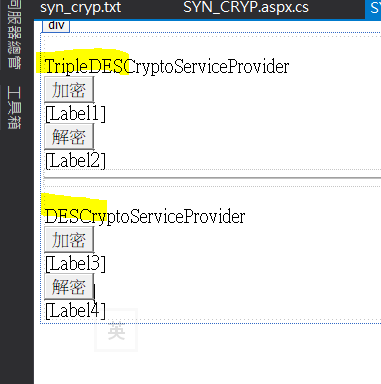 syn_cryp.txt
SYN_CRYP.aspx.cs
SY
伺服器總管
工具箱
div
TripleDESCryptoServiceProvider
加密
[Label1]
解密
[Label2]
DESCryptoServiceProvider
加密
[Label3]
解密
[Label4]
英